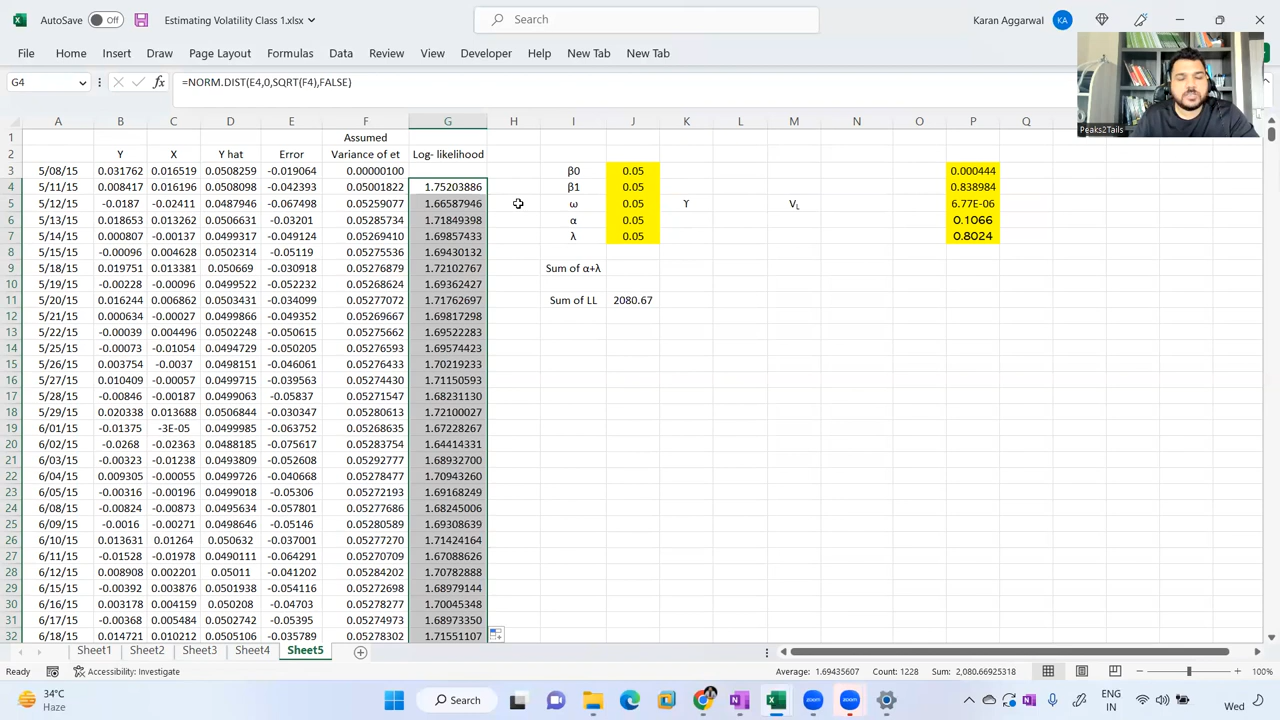 AutoSave Off Estimating Volatility Class 1.xlsx Search Karan Aggarwal KA
File Home Insert Draw Page Layout Formulas Data Review View Developer Help New Tab New Tab
G4 fx =NORM.DIST(E4,0,SQRT(F4),FALSE)
Peaks2Tails
A B C D E F G H I J K L M N O P Q
1 Assumed
2 Y X Y hat Error Variance of et Log- likelihood
3 5/08/15 0.031762 0.016519 0.0508259 -0.019064 0.00000100 β0 0.05 0.000444
4 5/11/15 0.008417 0.016196 0.0508098 -0.042393 0.05001822 1.75203886 β1 0.05 0.838984
5 5/12/15 -0.0187 -0.02411 0.0487946 -0.067498 0.05259077 1.66587946 ω 0.05 Y VL 6.77E-06
6 5/13/15 0.018653 0.013262 0.0506631 -0.03201 0.05285734 1.71849398 α 0.05 0.1066
7 5/14/15 0.000807 -0.00137 0.0499317 -0.049124 0.05269410 1.69857433 λ 0.05 0.8024
8 5/15/15 -0.00096 0.004628 0.0502314 -0.05119 0.05275536 1.69430132
9 5/18/15 0.019751 0.013381 0.050669 -0.030918 0.05276879 1.72102767 Sum of α+λ
10 5/19/15 -0.00228 -0.00096 0.0499522 -0.052232 0.05268624 1.69362427
11 5/20/15 0.016244 0.006862 0.0503431 -0.034099 0.05277072 1.71762697 Sum of LL 2080.67
12 5/21/15 0.000634 -0.00027 0.0499866 -0.049352 0.05269667 1.69817298
13 5/22/15 -0.00039 0.004496 0.0502248 -0.050615 0.05275662 1.69522283
14 5/25/15 -0.00073 -0.01054 0.0494729 -0.050205 0.05276593 1.69574423
15 5/26/15 0.003754 -0.0037 0.0498151 -0.046061 0.05276433 1.70219233
16 5/27/15 0.010409 -0.00057 0.0499715 -0.039563 0.05274430 1.71150593
17 5/28/15 -0.00846 -0.00187 0.0499063 -0.05837 0.05271547 1.68231130
18 5/29/15 0.020338 0.013688 0.0506844 -0.030347 0.05280613 1.72100027
19 6/01/15 -0.01375 -3E-05 0.0499985 -0.063752 0.05268635 1.67228267
20 6/02/15 -0.0268 -0.02363 0.0488185 -0.075617 0.05283754 1.64414331
21 6/03/15 -0.00323 -0.01238 0.0493809 -0.052608 0.05292777 1.68932700
22 6/04/15 0.009305 -0.00055 0.0499726 -0.040668 0.05278477 1.70943260
23 6/05/15 -0.00316 -0.00196 0.0499018 -0.05306 0.05272193 1.69168249
24 6/08/15 -0.00824 -0.00873 0.0495634 -0.057801 0.05277686 1.68245006
25 6/09/15 -0.0016 -0.00271 0.0498646 -0.05146 0.05280589 1.69308639
26 6/10/15 0.013631 0.01264 0.050632 -0.037001 0.05277270 1.71424164
27 6/11/15 -0.01528 -0.01978 0.0490111 -0.064291 0.05270709 1.67088626
28 6/12/15 0.008908 0.002201 0.05011 -0.041202 0.05284202 1.70782888
29 6/15/15 -0.00392 0.003876 0.0501938 -0.054116 0.05272698 1.68979144
30 6/16/15 0.003178 0.004159 0.050208 -0.04703 0.05278277 1.70045348
31 6/17/15 -0.00368 0.005484 0.0502742 -0.05395 0.05274973 1.68973350
32 6/18/15 0.014721 0.010212 0.0505106 -0.035789 0.05278302 1.71551107
Sheet1 Sheet2 Sheet3 Sheet4 Sheet5
Ready Accessibility: Investigate Average: 1.69435607 Count: 1228 Sum: 2,080.66925318 100%
34°C
Haze
Search
zoom
zoom
ENG
IN
Wed